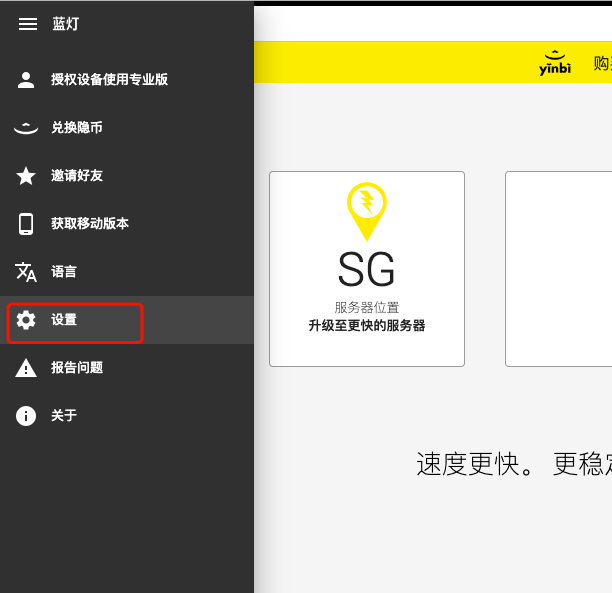 蓝灯
授权设备使用专业版
兑换隐币
邀请好友
获取移动版本
语言
设置
报告问题
关于
yĭnbì
购
SG
服务器位置
升级至更快的服务器
速度更快。 更稳定